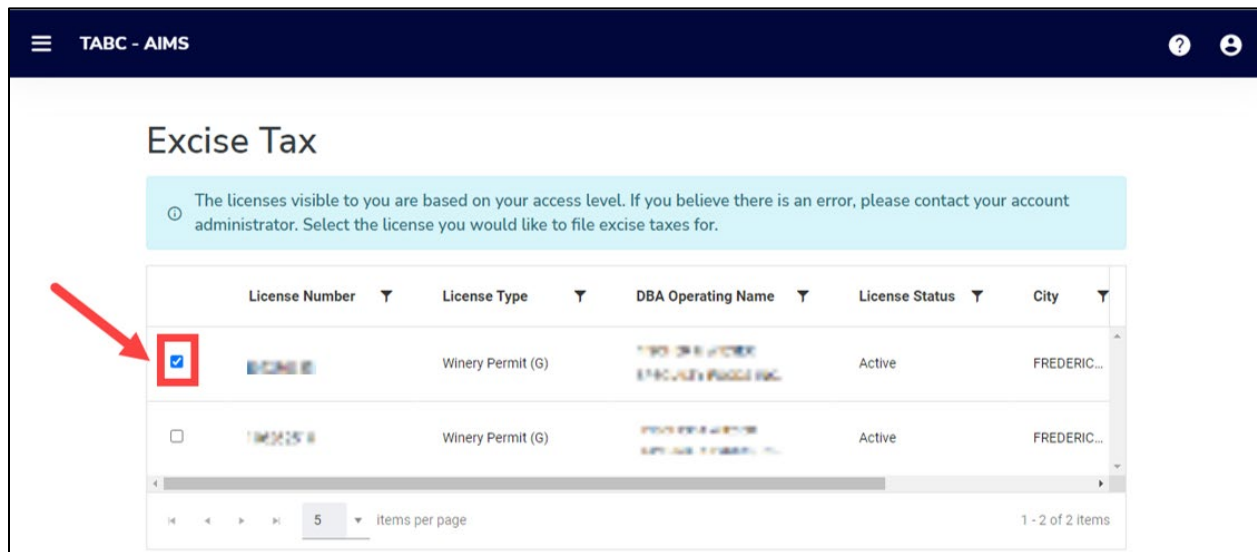 TABC - AIMS
Excise Tax
The licenses visible to you are based on your access level. If you believe there is an error, please contact your account
administrator. Select the license you would like to file excise taxes for.
License Number License Type DBA Operating Name License Status City
Winery Permit (G) Active FREDERIC...
Winery Permit (G) Active FREDERIC...
5 items per page 1 - 2 of 2 items